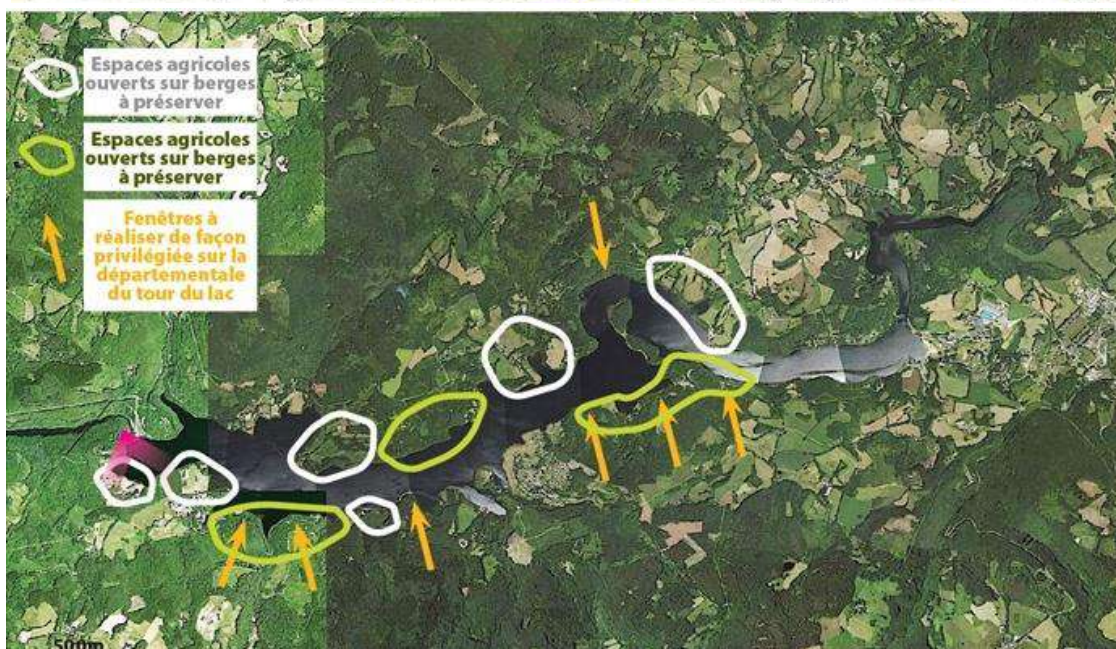 Espaces agricoles
ouverts sur berges
à préserver
Espaces agricoles
ouverts sur berges
à préserver
Fenêtres à
réaliser de façon
privilégiée sur la
départementale
du tour du lac
500m